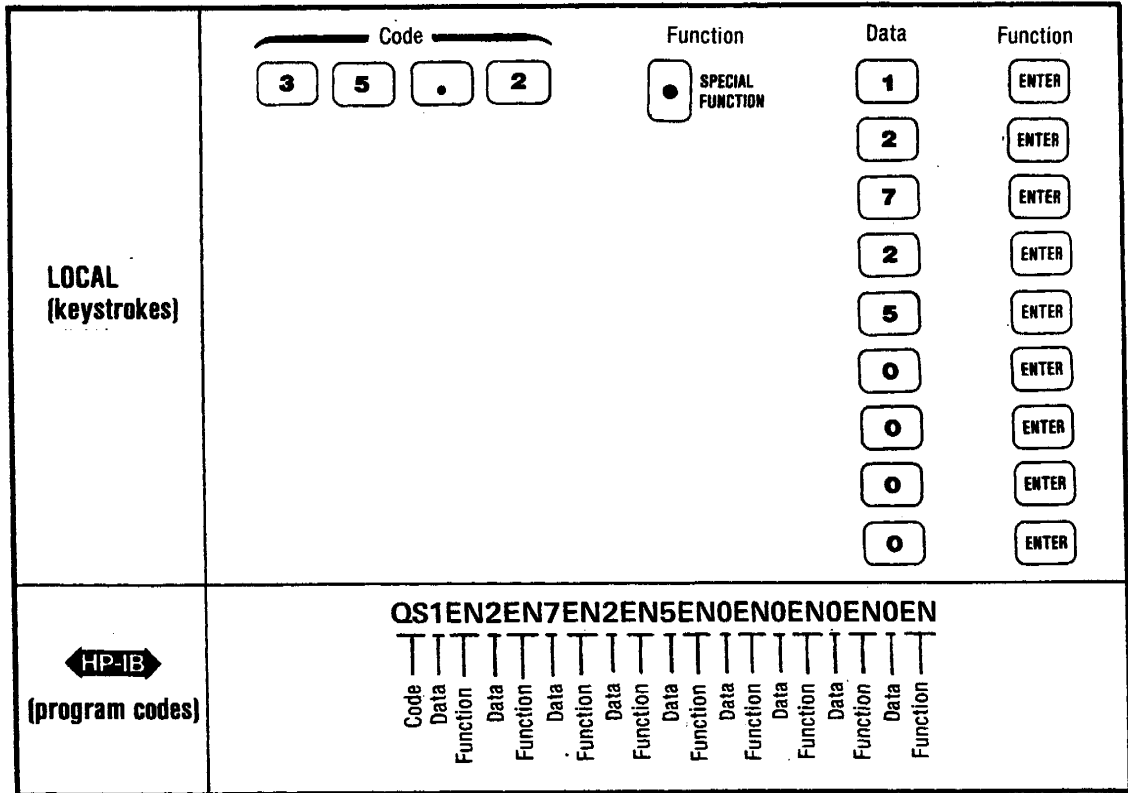 Code Function Data Function
3 5 . 2 SPECIAL FUNCTION 1 ENTER
2 ENTER
7 ENTER
2 ENTER
LOCAL
(keystrokes)
5 ENTER
0 ENTER
0 ENTER
0 ENTER
0 ENTER
HP-IB
(program codes)
QS1EN2EN7EN2EN5EN0EN0EN0EN0EN
Code Data Function Data Function Data Function Data Function Data Function Data Function Data Function Data Function Data Function